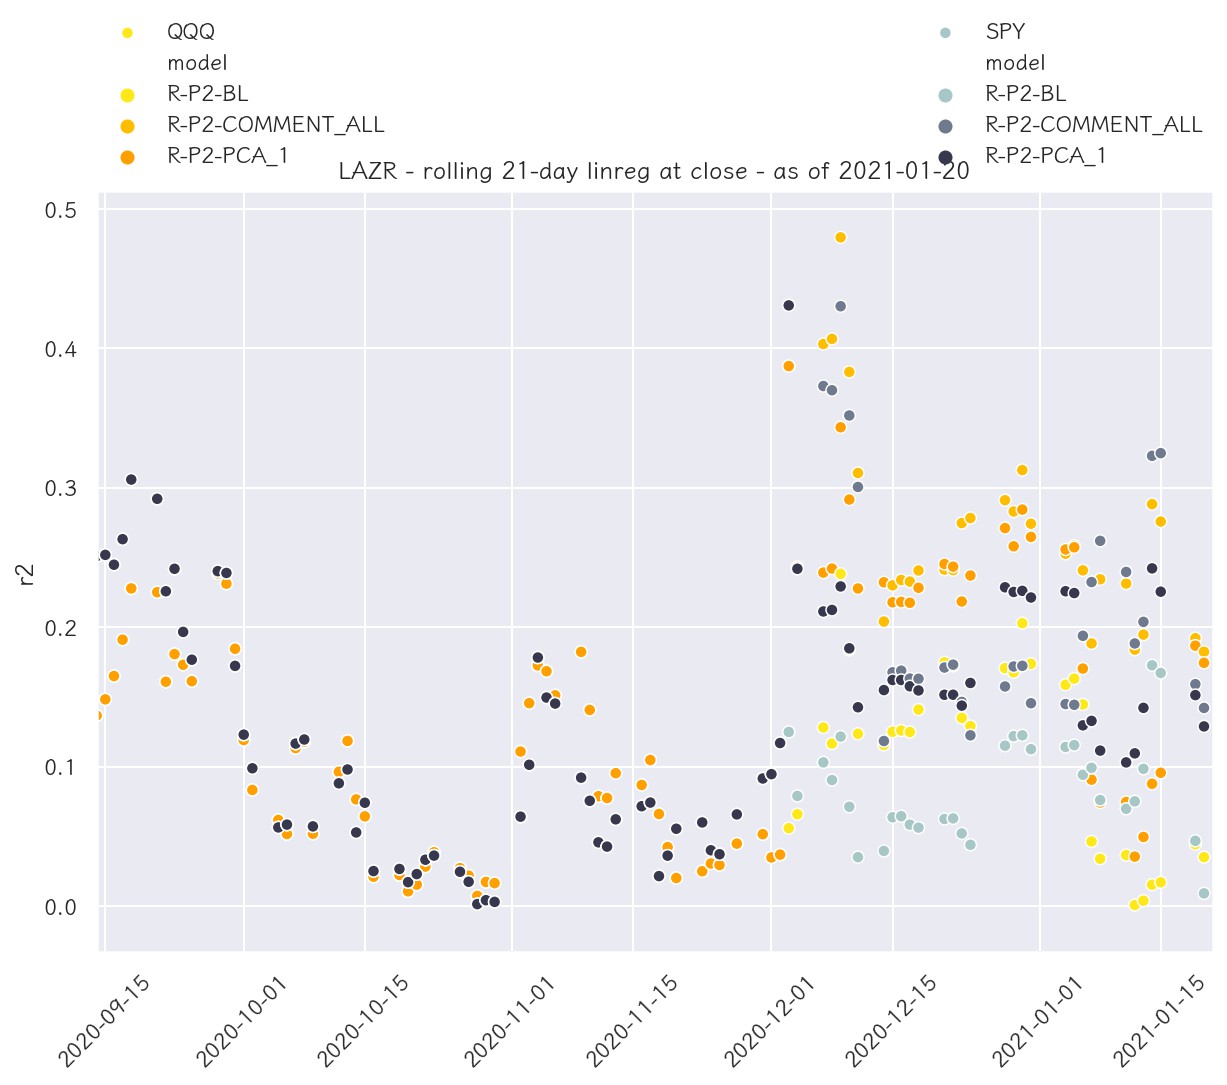 QQQ
model
R-P2-BL
R-P2-COMMENT_ALL
R-P2-PCA_1
SPY
model
R-P2-BL
R-P2-COMMENT_ALL
R-P2-PCA_1
LAZR - rolling 21-day linreg at close - as of 2021-01-20
r2
0.5
0.4
0.3
0.2
0.1
0.0
2020-09-15
2020-10-01
2020-10-15
2020-11-01
2020-11-15
2020-12-01
2020-12-15
2021-01-01
2021-01-15